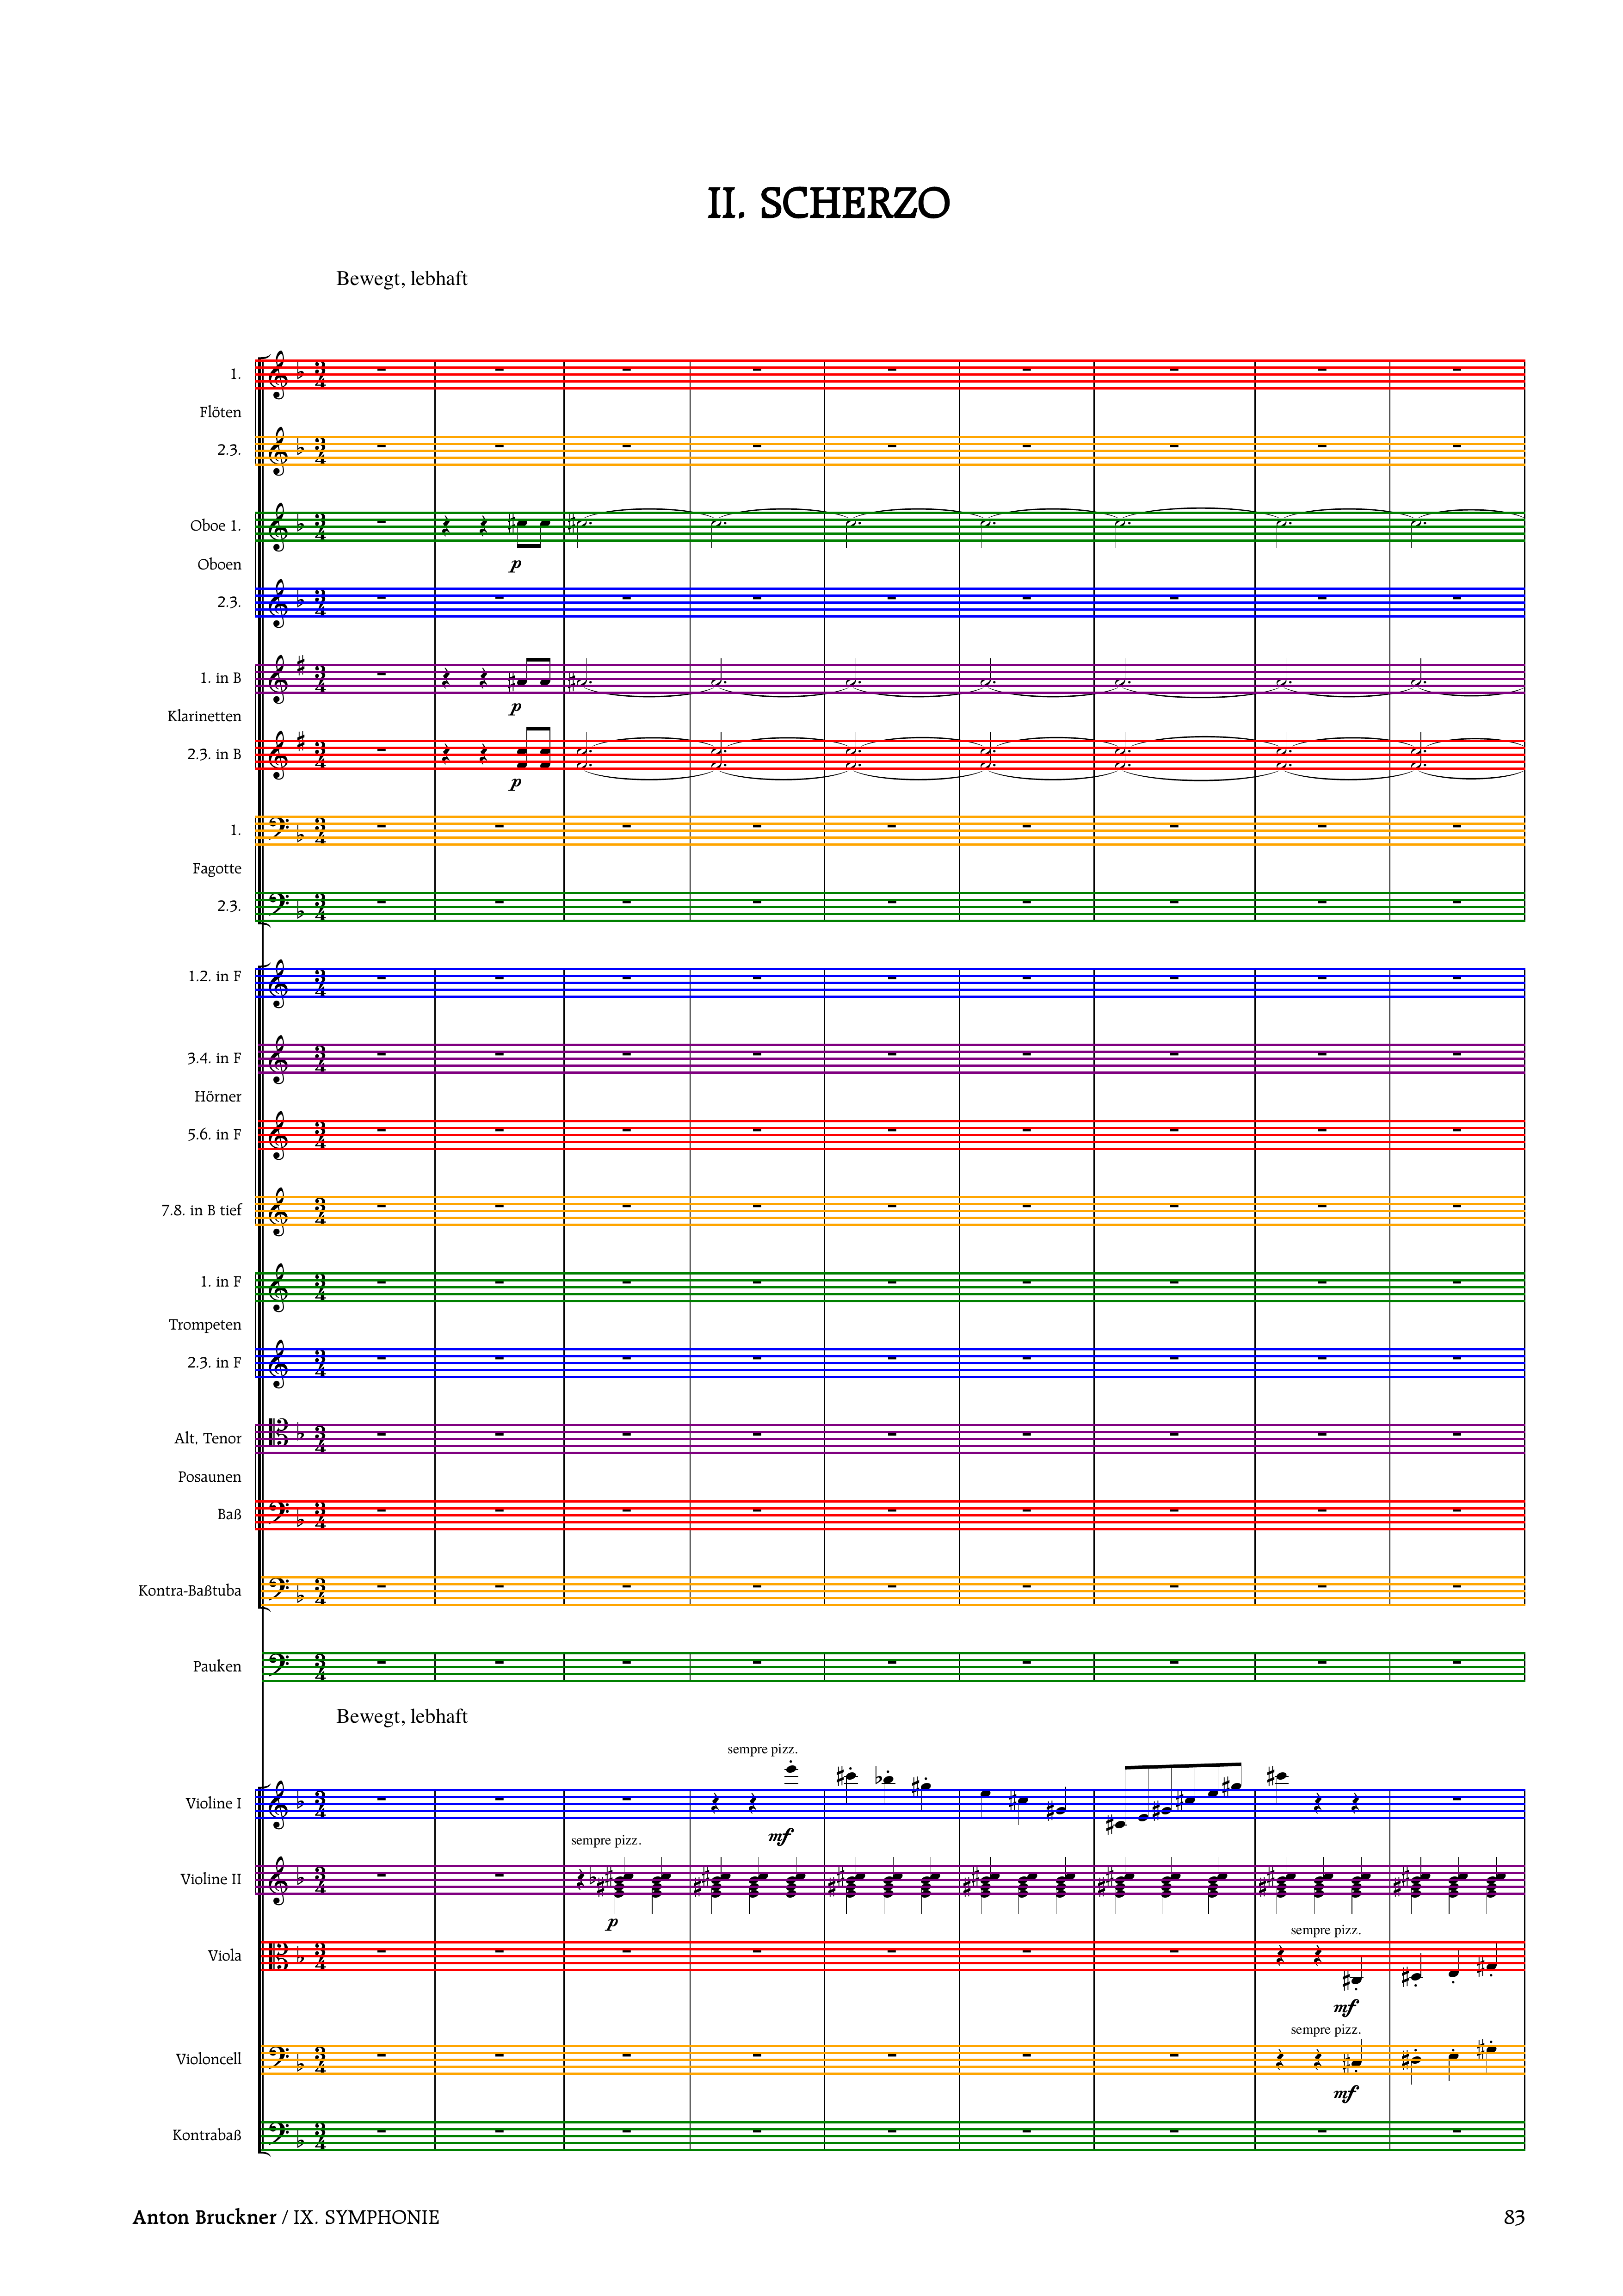 II. SCHERZO
Bewegt, lebhaft
1.
Flöten
2.3.
Oboe 1.
Oboen
p
2.3.
1. in B
p
Klarinetten
2.3. in B
p
1.
Fagotte
2.3.
1.2. in F
3.4. in F
Hörner
5.6. in F
7.8. in B tief
1. in F
Trompeten
2.3. in F
Alt, Tenor
Posaunen
Baß
Kontra-Baßtuba
Pauken
Bewegt, lebhaft
sempre pizz.
Violine I
mf
sempre pizz.
Violine II
p
sempre pizz.
Viola
mf
sempre pizz.
Violoncell
mf
Kontrabaß
Anton Bruckner / IX. SYMPHONIE 83